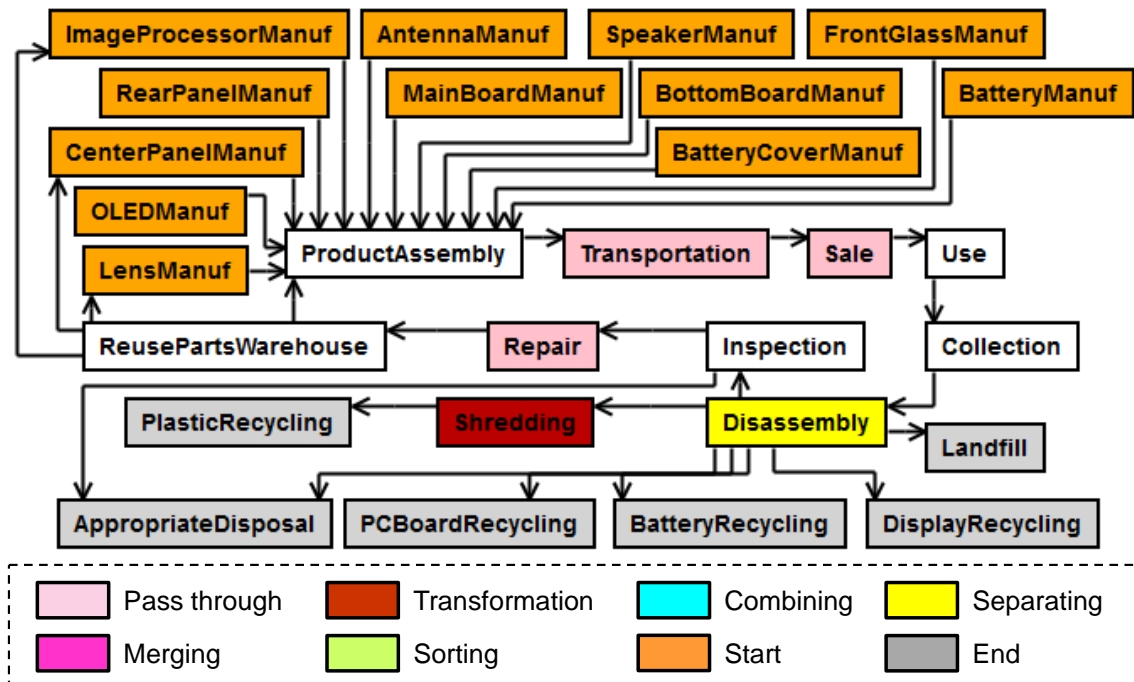 ImageProcessorManuf
AntennaManuf
SpeakerManuf
FrontGlassManuf
RearPanelManuf
MainBoardManuf
BottomBoardManuf
BatteryManuf
CenterPanelManuf
BatteryCoverManuf
OLEDManuf
ProductAssembly
Transportation
Sale
Use
LensManuf
ReusePartsWarehouse
Repair
Inspection
Collection
PlasticRecycling
Shredding
Disassembly
Landfill
AppropriateDisposal
PCBoardRecycling
BatteryRecycling
DisplayRecycling
Pass through
Transformation
Combining
Separating
Merging
Sorting
Start
End